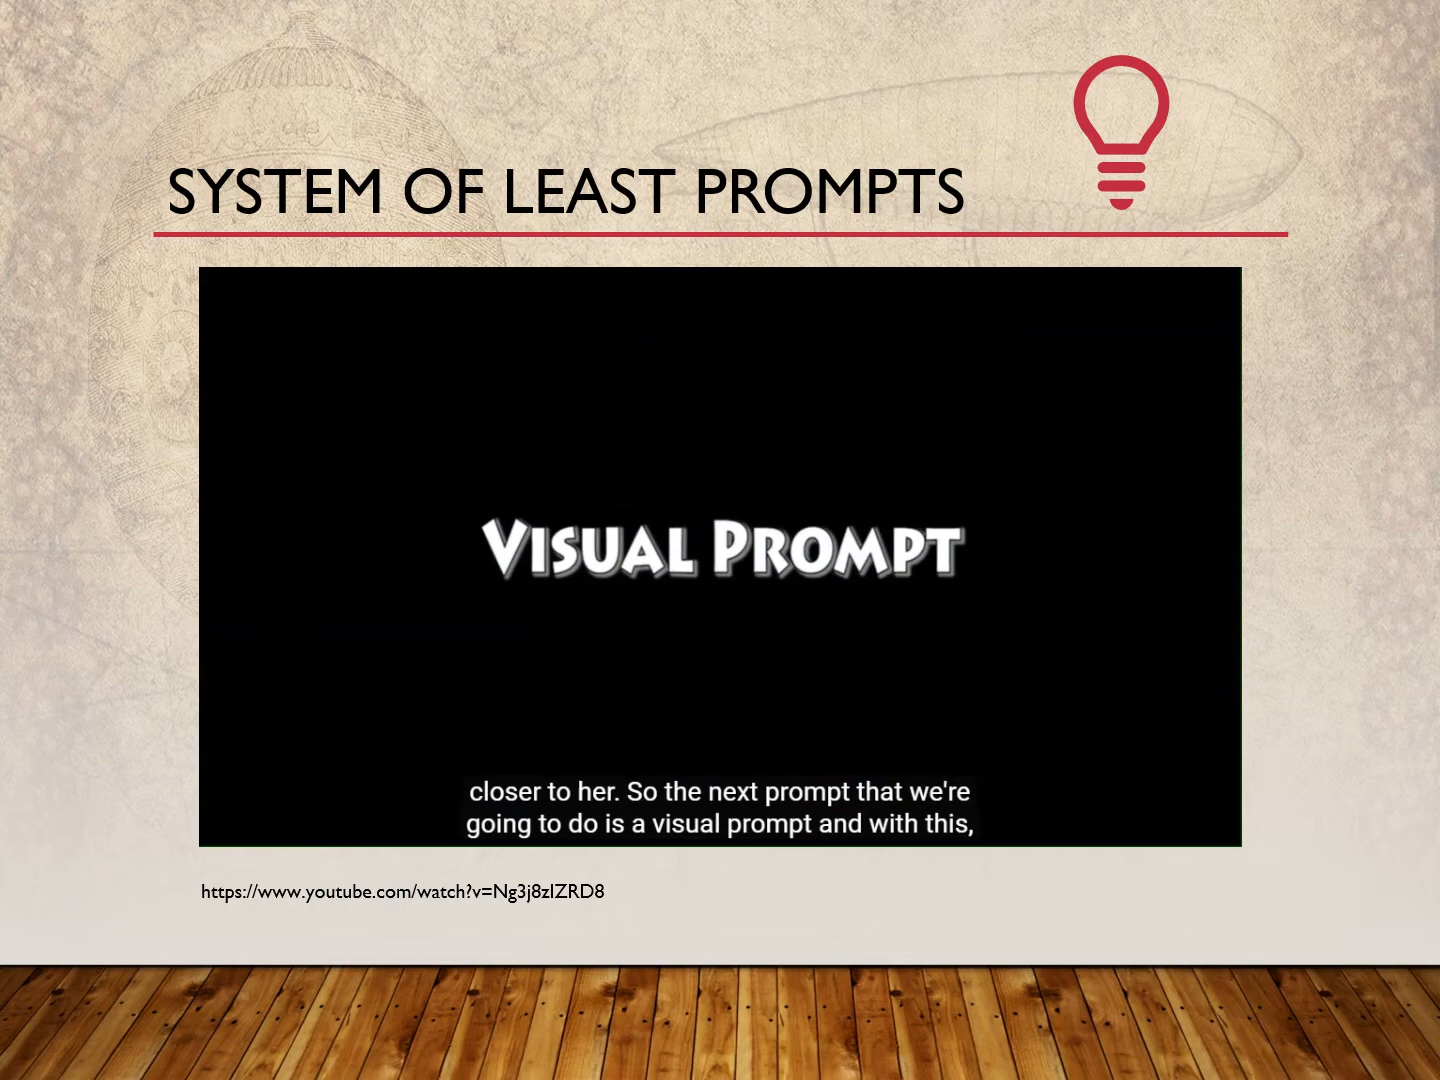 SYSTEM OF LEAST PROMPTS
VISUAL PROMPT
closer to her. So the next prompt that we're
going to do is a visual prompt and with this,
https://www.youtube.com/watch?v=Ng3j8zIZRD8